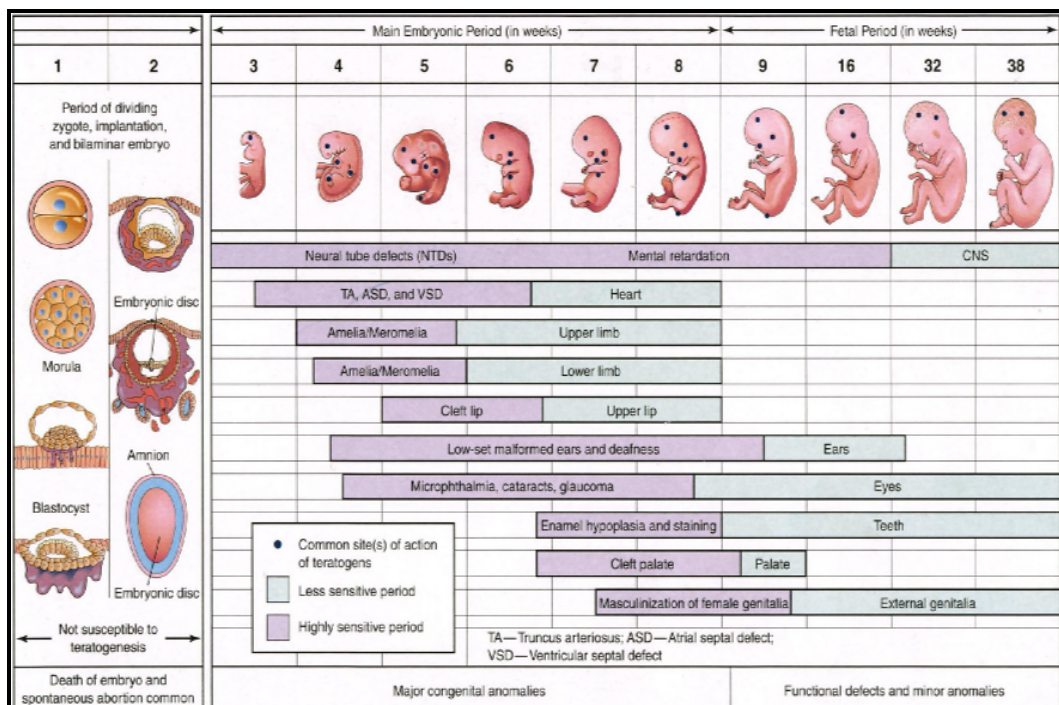 Main Embryonic Period (in weeks)
Fetal Period (in weeks)
1
2
3
4
5
6
7
8
9
16
32
38
Period of dividing
zygote, implantation,
and bilaminar embryo
Embryonic disc
Morula
Amnion
Blastocyst
Embryonic disc
Not susceptible to
teratogenesis
Death of embryo and
spontaneous abortion common
Neural tube defects (NTDs)
Mental retardation
CNS
TA, ASD, and VSD
Heart
Amelia/Meromelia
Upper limb
Amelia/Meromelia
Lower limb
Cleft lip
Upper lip
Low-set malformed ears and deafness
Ears
Microphthalmia, cataracts, glaucoma
Eyes
Enamel hypoplasia and staining
Teeth
Cleft palate
Palate
Masculinization of female genitalia
External genitalia
Common site(s) of action
of teratogens
Less sensitive period
Highly sensitive period
TA—Truncus arteriosus; ASD—Atrial septal defect;
VSD—Ventricular septal defect
Major congenital anomalies
Functional defects and minor anomalies